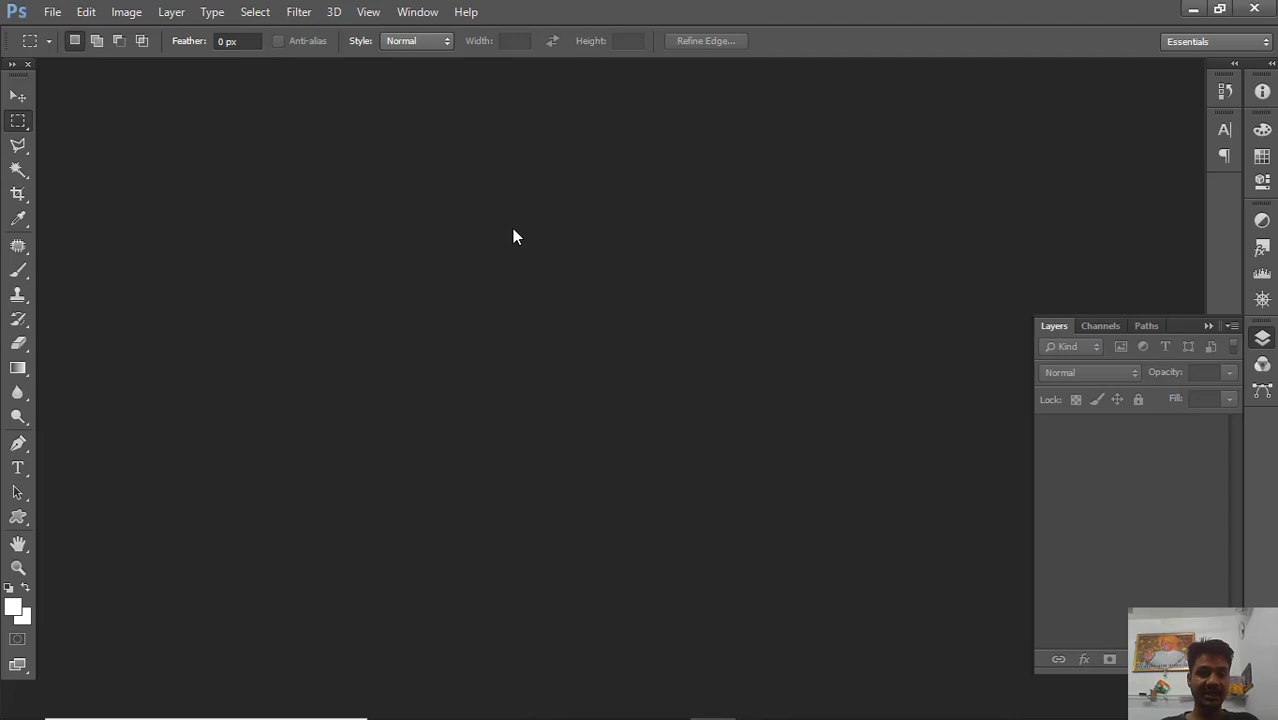 Ps File Edit Image Layer Type Select Filter 3D View Window Help
Feather: 0 px Anti-alias Style: Normal Width: Height: Refine Edge... Essentials
Layers Channels Paths
Kind
Normal Opacity:
Lock: Fill: